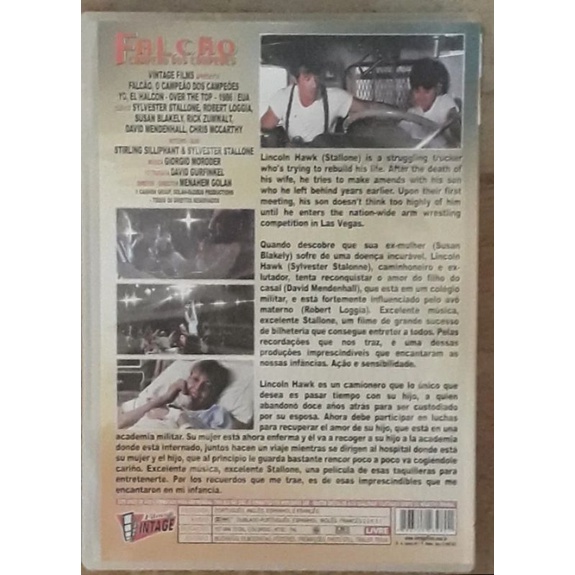 FALCÃO
CAMPEÃO DOS CAMPEÕES
VINTAGE FILMS
FALCÃO, O CAMPEÃO DOS CAMPEÕES
YO, EL HALCON - OVER THE TOP - 1986 / EUA
SYLVESTER STALLONE, ROBERT LOGGIA,
SUSAN BLAKELY, RICK ZUMWALT,
DAVID MENDENHALL, CHRIS MCCARTHY
STIRLING SILLIPHANT & SYLVESTER STALLONE
GIORGIO MORODER
DAVID GURFINKEL
MENAHEM GOLAN
Lincoln Hawk (Stallone) is a struggling trucker
who's trying to rebuild his life. After the death of
his wife, he tries to make amends with his son
who he left behind years earlier. Upon their first
meeting, his son doesn't think too highly of him
until he enters the nation-wide arm wrestling
competition in Las Vegas.
Quando descobre que sua ex-mulher (Susan
Blakely) sofre de uma doença incurável, Lincoln
Hawk (Sylvester Stalonne), caminhoneiro e ex-
lutador, tenta reconquistar o amor do filho do
casal (David Mendenhall), que está em um colégio
militar, e está fortemente influenciado pelo avô
materno (Robert Loggia). Excelente música,
excelente Stallone, um filme de grande sucesso
de bilheteria que consegue entreter a todos. Pelas
recordações que nos traz, é uma dessas
produções imprescindíveis que encantaram as
nossas infâncias. Ação e sensibilidade.
Lincoln Hawk es un camionero que lo único que
desea es pasar tiempo con su hijo, a quien
abandonó doce años atrás para ser custodiado
por su esposa. Ahora debe participar en luchas
para recuperar el amor de su hijo, que está en una
academia militar. Su mujer está ahora enferma y él va a recoger a su hijo a la academia
donde está internado, juntos hacen un viaje mientras se dirigen al hospital donde está
su mujer y el hijo, que al principio le guarda bastante rencor poco a poco va cogiendole
cariño. Excelente música, excelente Stallone, una película de esas taquilleras para
entretenerte. Por los recuerdos que me trae, es de esas imprescindibles que me
encantaron en mi infancia.
VINTAGE
LIVRE